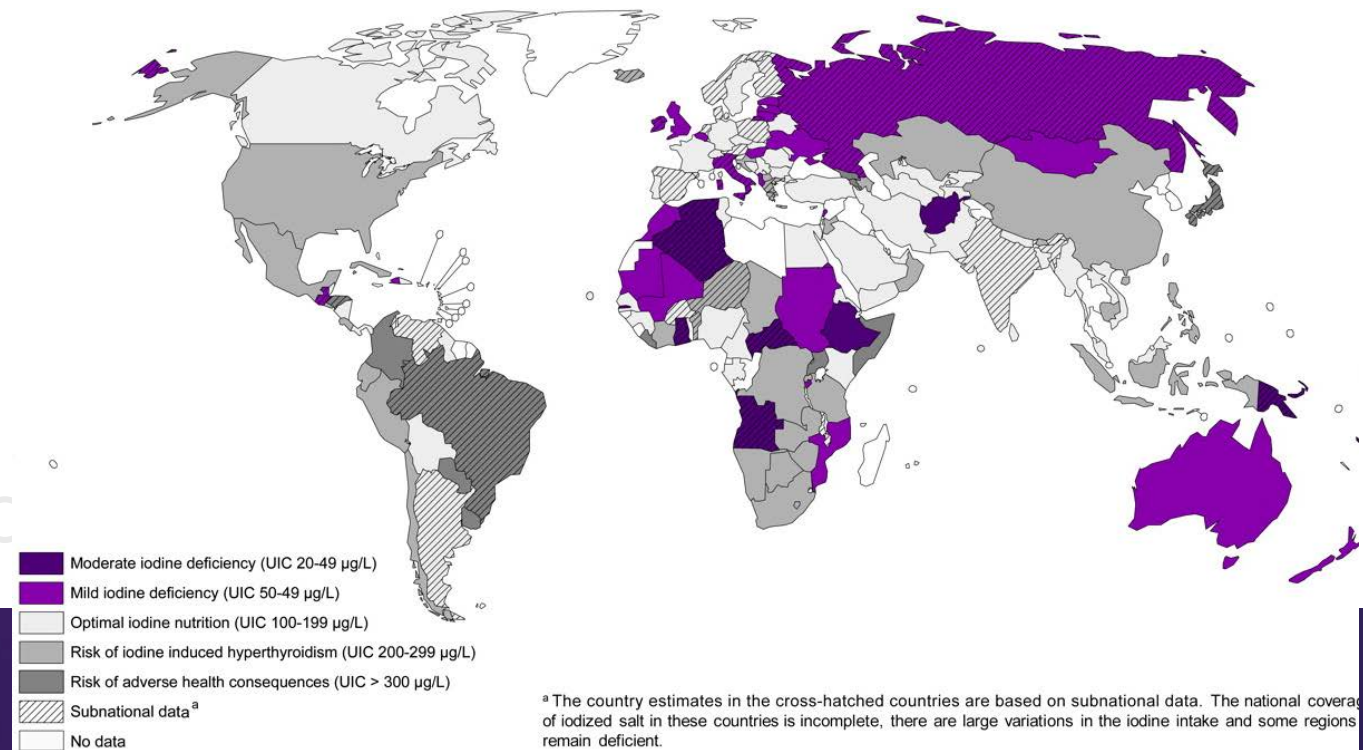 Moderate iodine deficiency (UIC 20-49 µg/L)
Mild iodine deficiency (UIC 50-49 µg/L)
Optimal iodine nutrition (UIC 100-199 µg/L)
Risk of iodine induced hyperthyroidism (UIC 200-299 µg/L)
Risk of adverse health consequences (UIC > 300 µg/L)
Subnational dataᵃ
No data
ᵃ The country estimates in the cross-hatched countries are based on subnational data. The national coverag
of iodized salt in these countries is incomplete, there are large variations in the iodine intake and some regions
remain deficient.